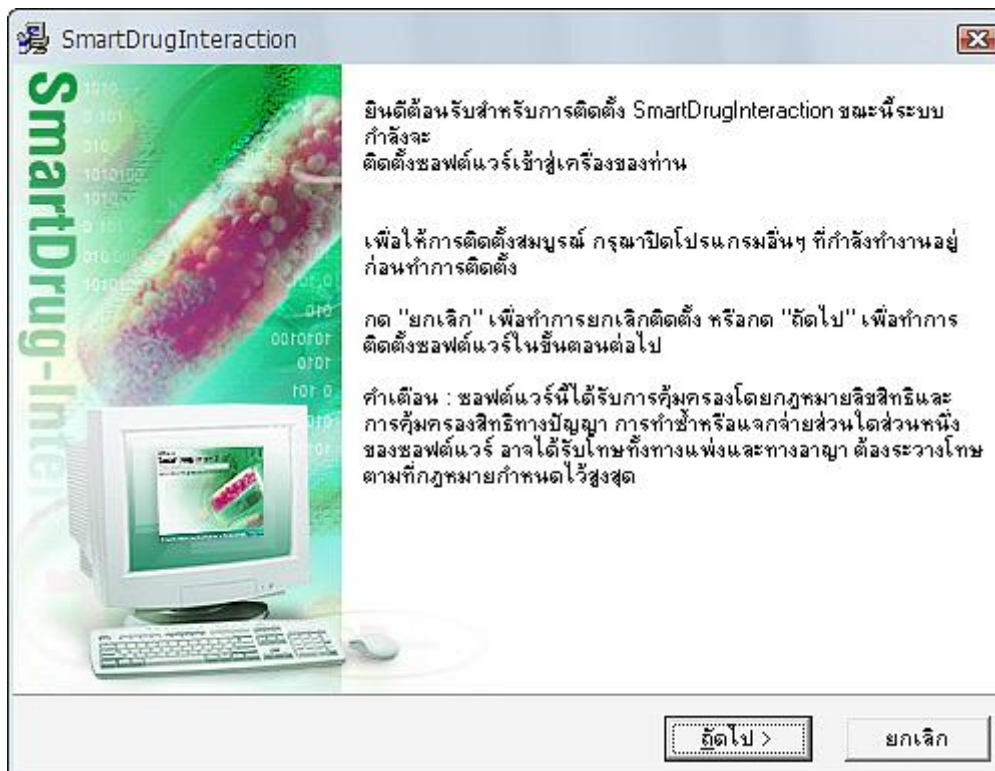 SmartDrugInteraction
SmartDrug-Inter
ยินดีต้อนรับสำหรับการติดตั้ง SmartDrugInteraction ขณะนี้ระบบ
กำลังจะ
ติดตั้งซอฟต์แวร์เข้าสู่เครื่องของท่าน
เพื่อให้การติดตั้งสมบูรณ์ กรุณาปิดโปรแกรมอื่นๆ ที่กำลังทำงานอยู่
ก่อนทำการติดตั้ง
กด "ยกเลิก" เพื่อทำการยกเลิกติดตั้ง หรือกด "ถัดไป" เพื่อทำการ
ติดตั้งซอฟต์แวร์ในขั้นตอนต่อไป
คำเตือน : ซอฟต์แวร์นี้ได้รับการคุ้มครองโดยกฎหมายลิขสิทธิและ
การคุ้มครองสิทธิทางปัญญา การทำซ้ำหรือแจกจ่ายส่วนใดส่วนหนึ่ง
ของซอฟต์แวร์ อาจได้รับโทษทั้งทางแพ่งและทางอาญา ต้องระวางโทษ
ตามที่กฎหมายกำหนดไว้สูงสุด
ถัดไป >
ยกเลิก